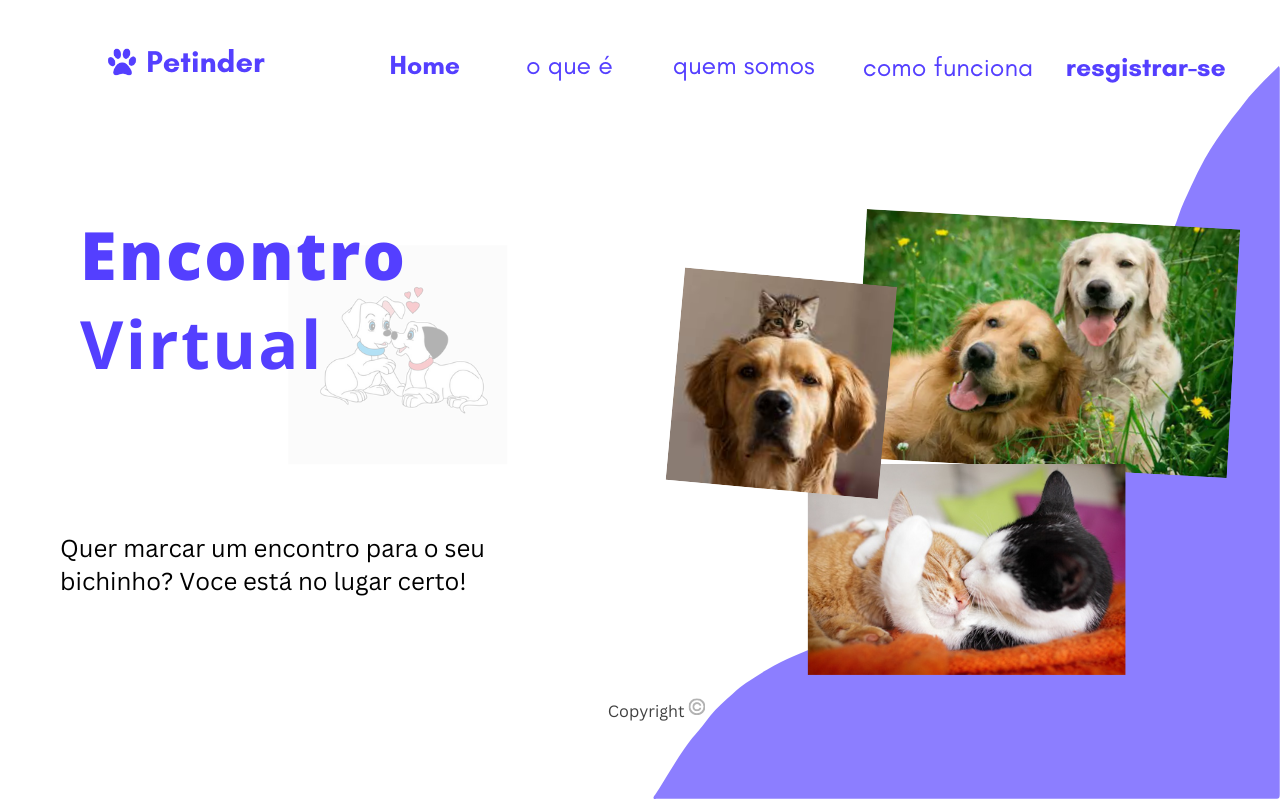 Petinder
Home o que é quem somos como funciona resgistrar-se
Encontro
Virtual
Quer marcar um encontro para o seu
bichinho? Voce está no lugar certo!
Copyright ©